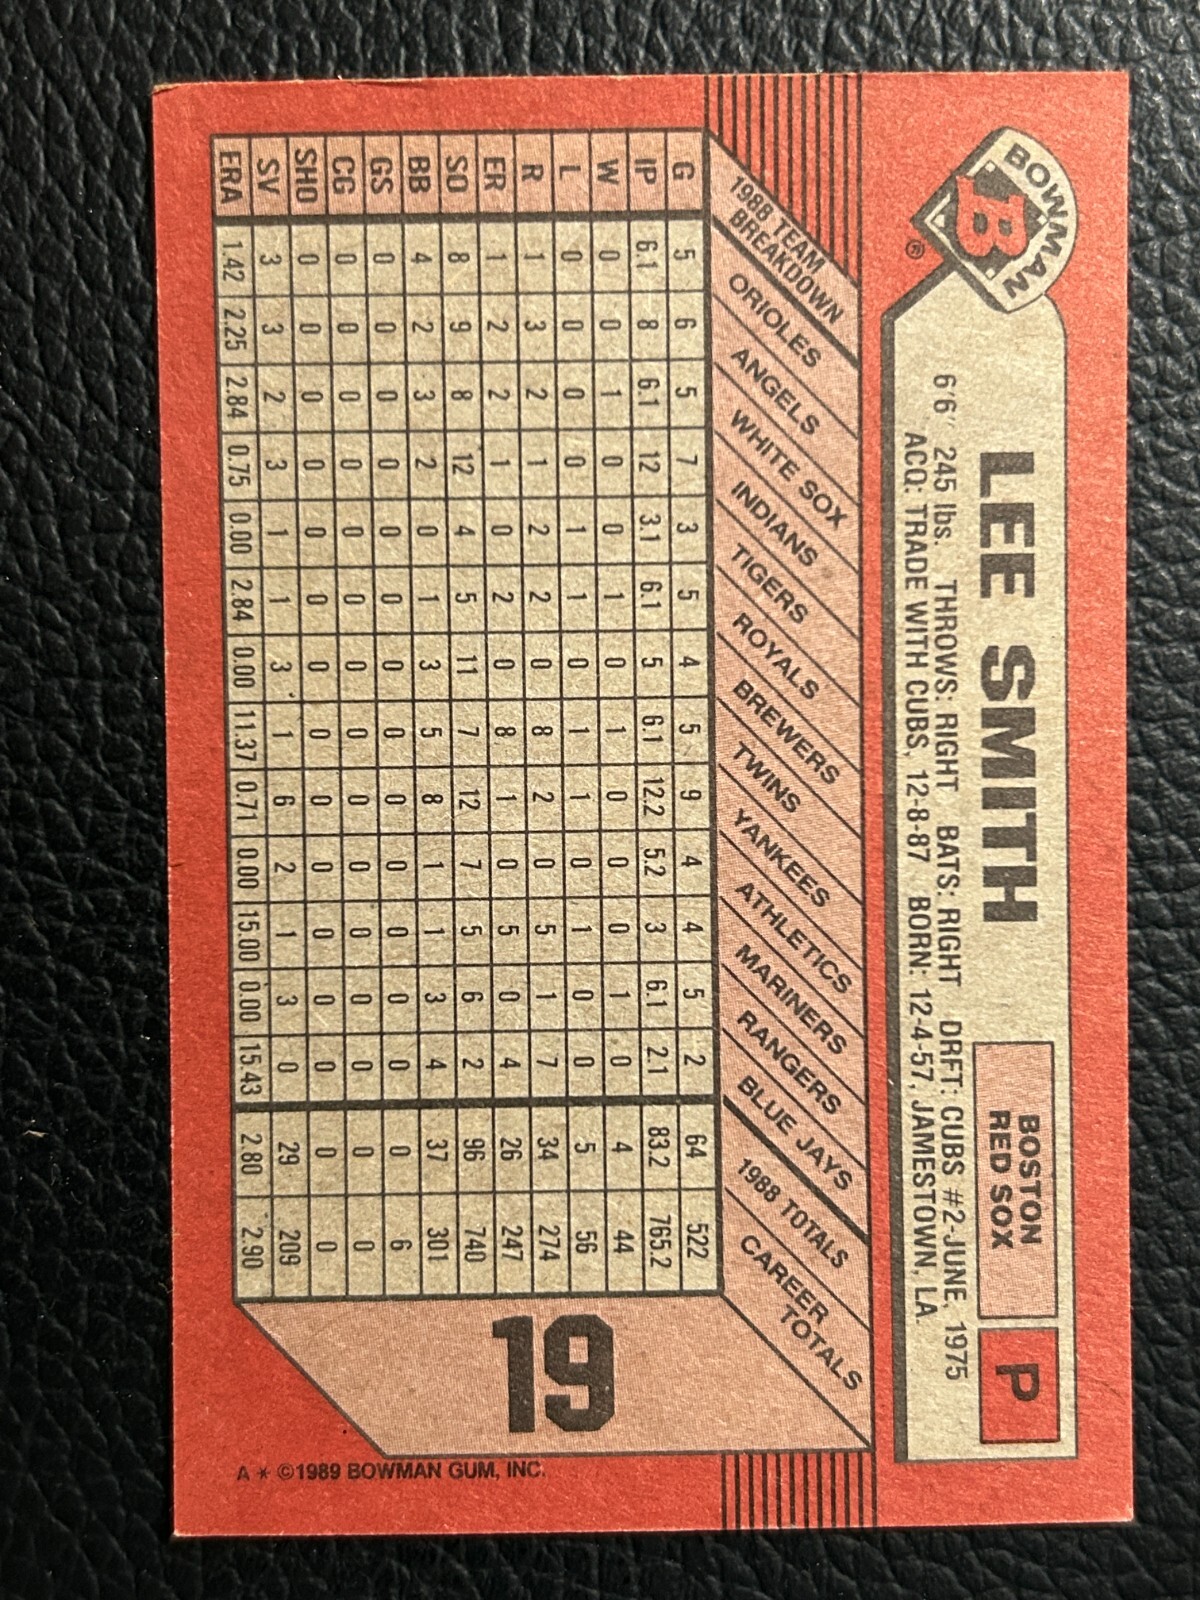 BOWMAN
B
®
LEE SMITH
BOSTON
RED SOX
P
6'6" 245 lbs. THROWS: RIGHT BATS: RIGHT DRFT: CUBS #2-JUNE, 1975
ACQ: TRADE WITH CUBS, 12-8-87 BORN: 12-4-57, JAMESTOWN, LA.
1988 TEAM BREAKDOWN G IP W L R ER SO BB GS CG SHO SV ERA
ORIOLES 5 6.1 0 0 1 1 8 4 0 0 0 3 1.42
ANGELS 6 8 0 0 3 2 9 2 0 0 0 3 2.25
WHITE SOX 5 6.1 1 0 2 2 8 3 0 0 0 2 2.84
INDIANS 7 12 0 0 1 1 12 2 0 0 0 3 0.75
TIGERS 3 3.1 0 1 2 0 4 0 0 0 0 1 0.00
ROYALS 5 6.1 1 1 2 2 5 1 0 0 0 1 2.84
BREWERS 4 5 0 0 0 0 11 3 0 0 0 3 0.00
TWINS 5 6.1 1 1 8 8 7 5 0 0 0 1 11.37
YANKEES 9 12.2 0 1 2 1 12 8 0 0 0 6 0.71
ATHLETICS 4 5.2 0 0 0 0 7 1 0 0 0 2 0.00
MARINERS 4 3 0 1 5 5 5 1 0 0 0 1 15.00
RANGERS 5 6.1 1 0 1 0 6 3 0 0 0 3 0.00
BLUE JAYS 2 2.1 0 0 7 4 2 4 0 0 0 0 15.43
1988 TOTALS 64 83.2 4 5 34 26 96 37 0 0 0 29 2.80
CAREER TOTALS 522 765.2 44 56 274 247 740 301 6 0 0 209 2.90
19
A * ©1989 BOWMAN GUM, INC.